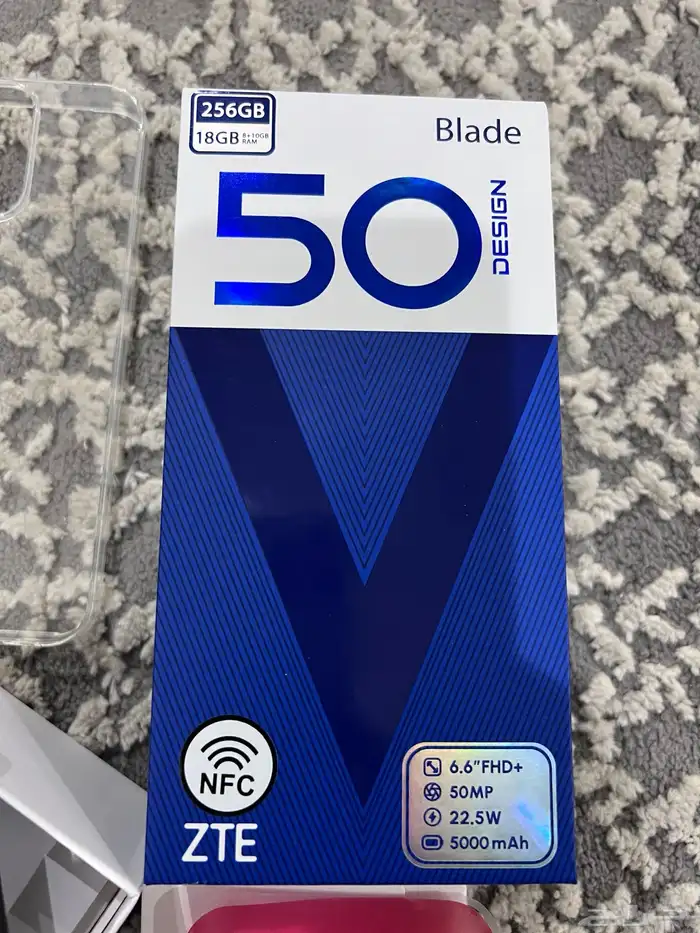 256GB
18GB 8+10GB RAM
Blade
50
DESIGN
V
NFC
ZTE
6.6"FHD+
50MP
22.5W
5000mAh